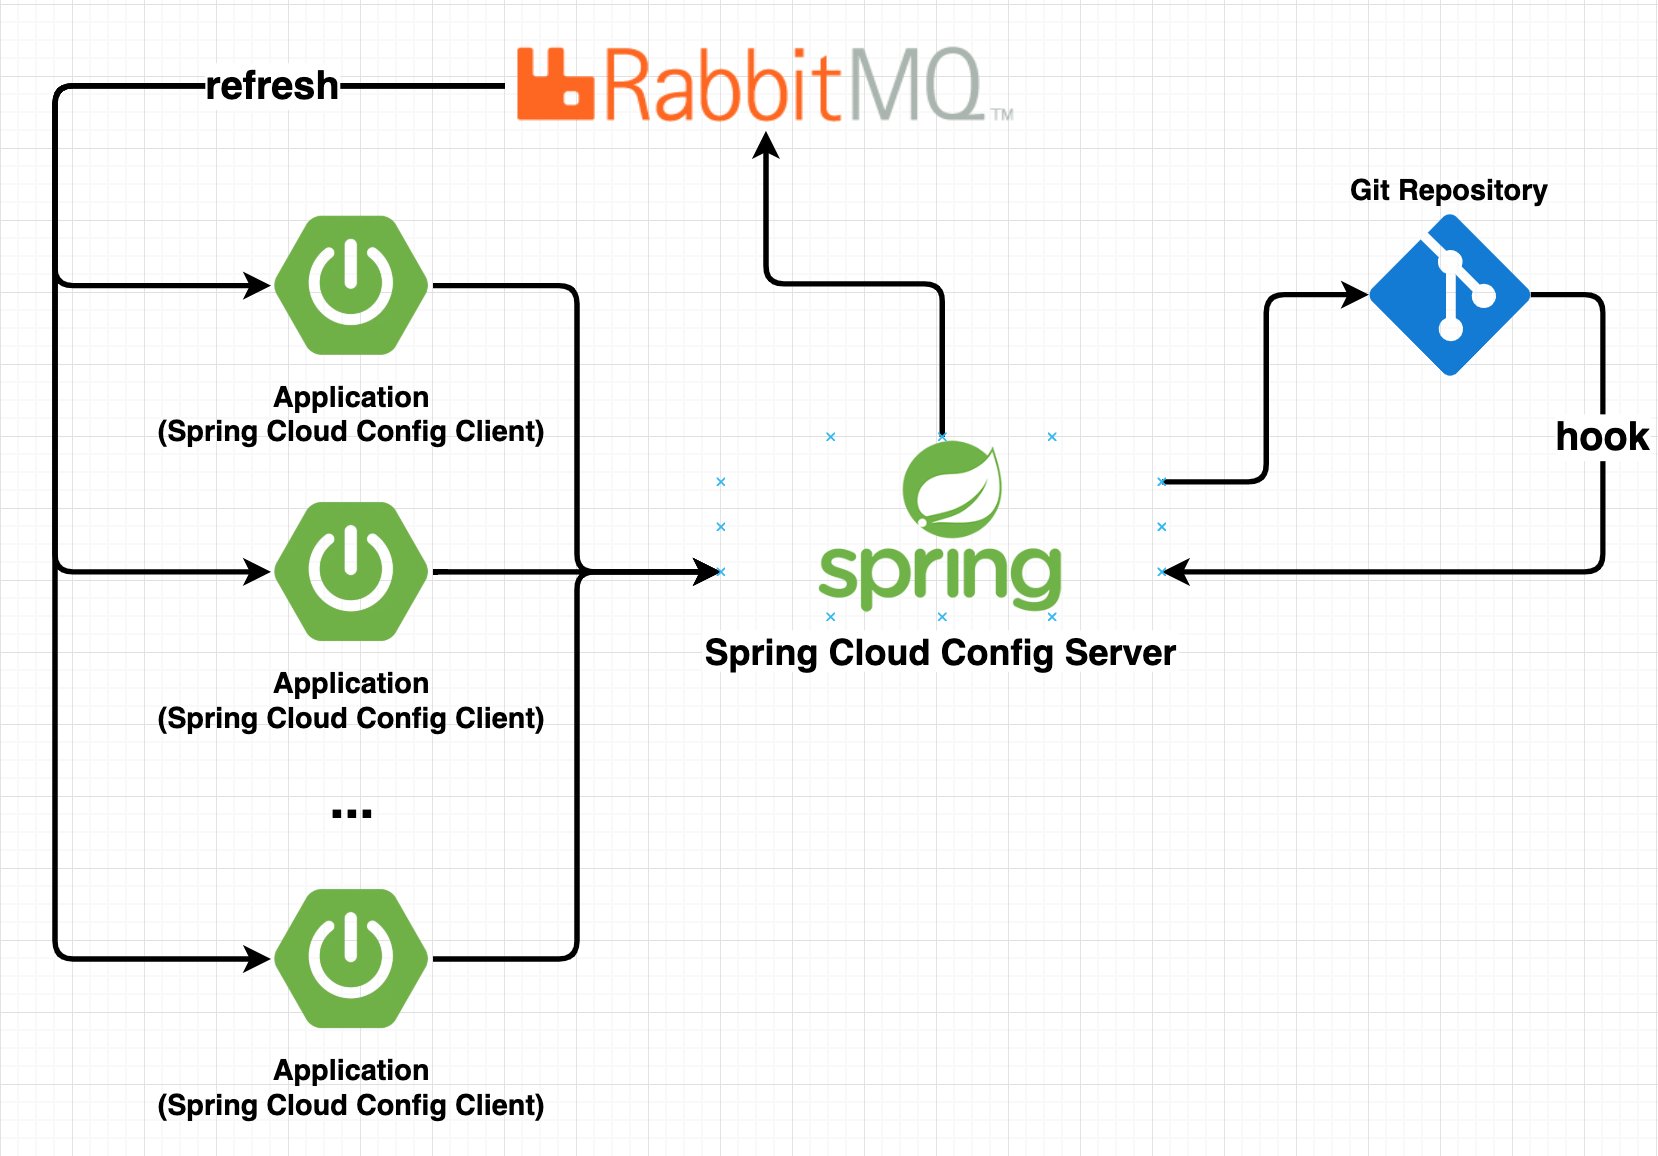 refresh
RabbitMQ™
Git Repository
Application
(Spring Cloud Config Client)
hook
spring
Spring Cloud Config Server
Application
(Spring Cloud Config Client)
...
Application
(Spring Cloud Config Client)